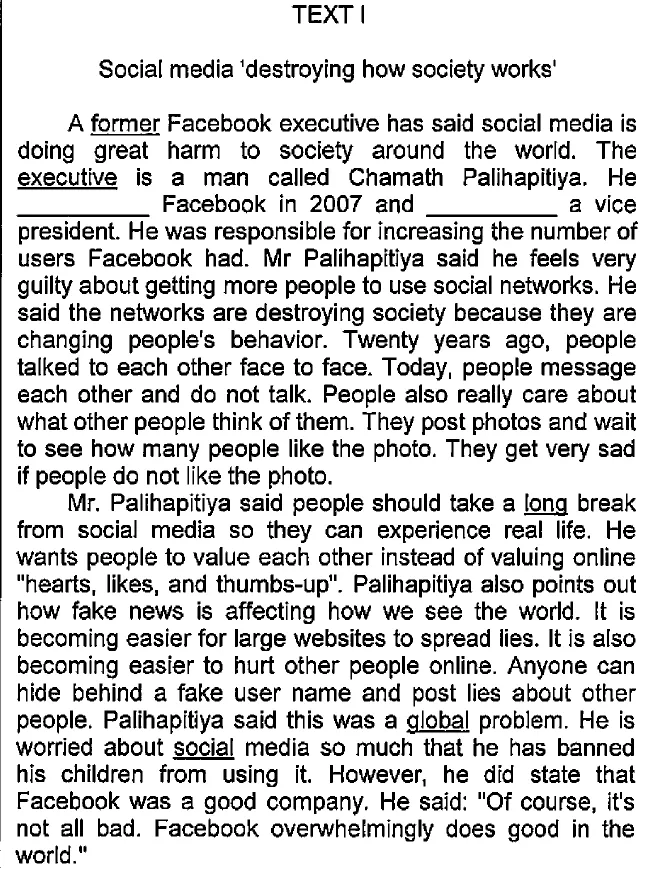 TEXT I
Social media 'destroying how society works'
A former Facebook executive has said social media is
doing great harm to society around the world. The
executive is a man called Chamath Palihapitiya. He
__________ Facebook in 2007 and __________ a vice
president. He was responsible for increasing the number of
users Facebook had. Mr Palihapitiya said he feels very
guilty about getting more people to use social networks. He
said the networks are destroying society because they are
changing people's behavior. Twenty years ago, people
talked to each other face to face. Today, people message
each other and do not talk. People also really care about
what other people think of them. They post photos and wait
to see how many people like the photo. They get very sad
if people do not like the photo.
Mr. Palihapitiya said people should take a long break
from social media so they can experience real life. He
wants people to value each other instead of valuing online
"hearts, likes, and thumbs-up". Palihapitiya also points out
how fake news is affecting how we see the world. It is
becoming easier for large websites to spread lies. It is also
becoming easier to hurt other people online. Anyone can
hide behind a fake user name and post lies about other
people. Palihapitiya said this was a global problem. He is
worried about social media so much that he has banned
his children from using it. However, he did state that
Facebook was a good company. He said: "Of course, it's
not all bad. Facebook overwhelmingly does good in the
world."